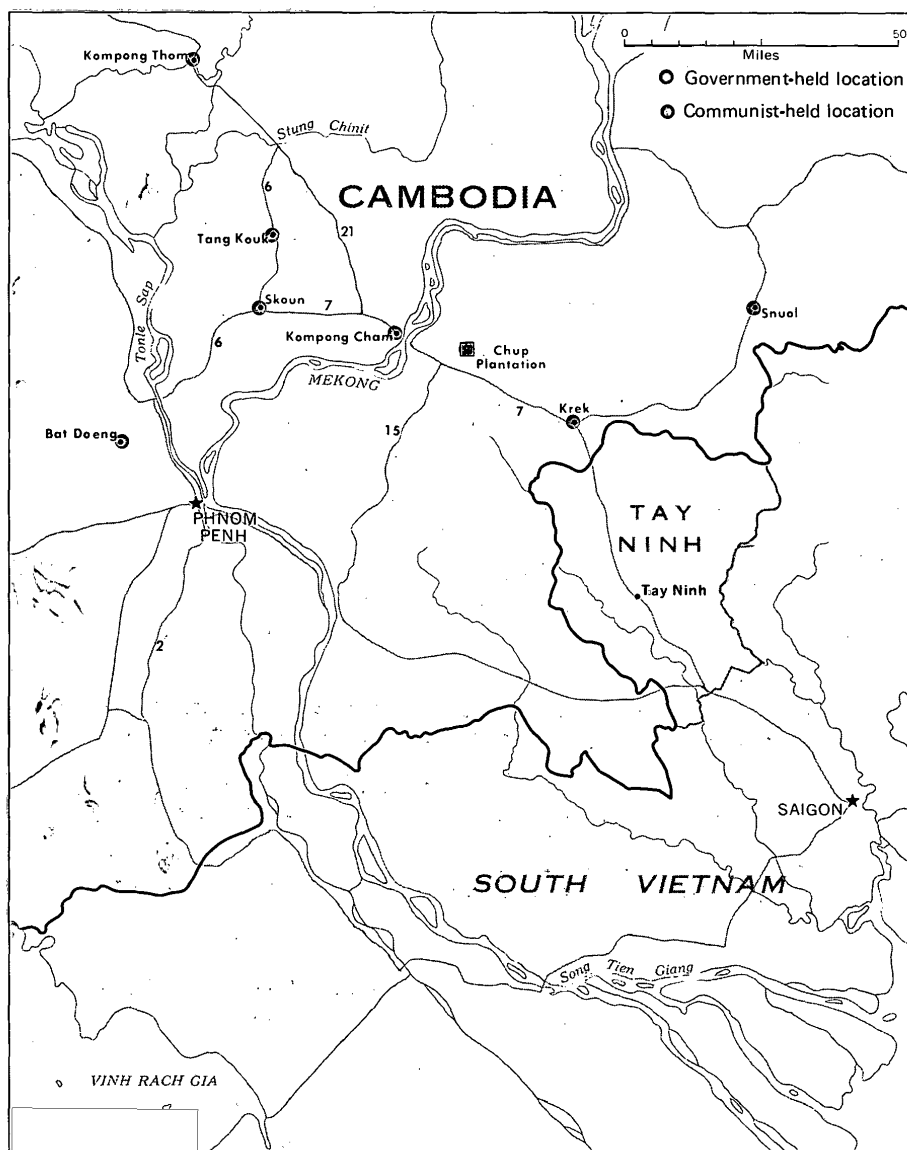 0 50
Miles
Government-held location
Communist-held location
Kompong Thom
Stung Chinit
CAMBODIA
6
Tang Kouk
21
Tonle Sap
Skoun
7
Snuol
6
Kompong Cham
Chup
Plantation
MEKONG
Krek
7
15
Bat Doeng
PHNOM
PENH
TAY
NINH
Tay Ninh
2
SAIGON
SOUTH VIETNAM
Song Tien Giang
VINH RACH GIA